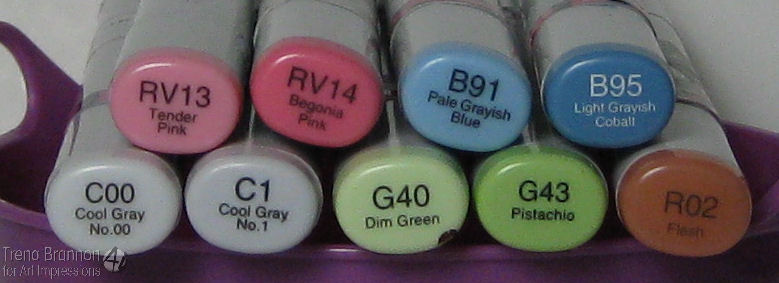 RV13
Tender
Pink
RV14
Begonia
Pink
B91
Pale Grayish
Blue
B95
Light Grayish
Cobalt
C00
Cool Gray
No.00
C1
Cool Gray
No.1
G40
Dim Green
G43
Pistachio
R02
Flesh
Trena Brannon
for Art Impressions